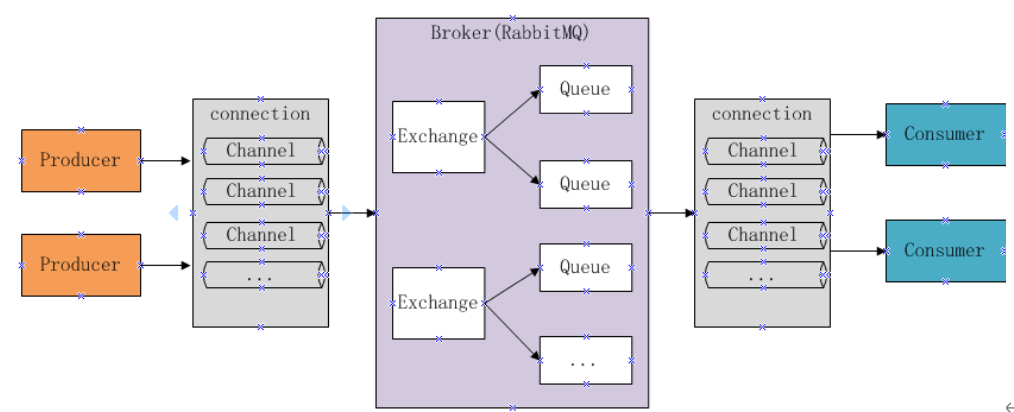 Producer
Producer
connection
Channel
Channel
Channel
...
Broker(RabbitMQ)
Exchange
Queue
Queue
Exchange
Queue
...
connection
Channel
Channel
Channel
...
Consumer
Consumer